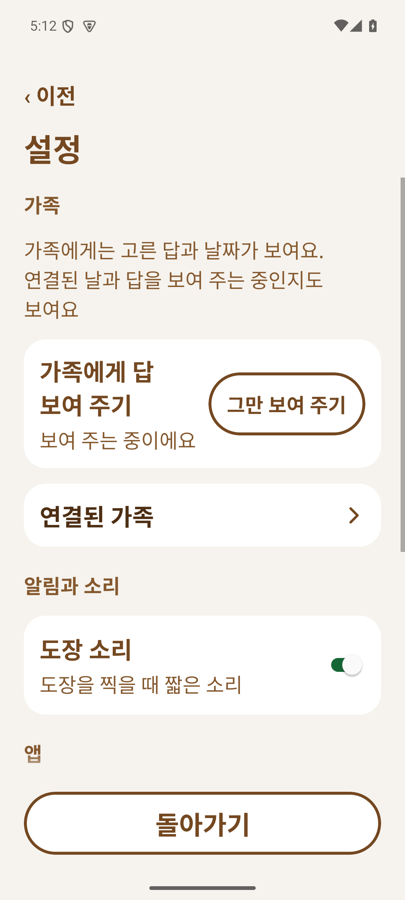 5:12
‹ 이전
설정
가족
가족에게는 고른 답과 날짜가 보여요.
연결된 날과 답을 보여 주는 중인지도
보여요
가족에게 답
보여 주기
보여 주는 중이에요
그만 보여 주기
연결된 가족
알림과 소리
도장 소리
도장을 찍을 때 짧은 소리
앱
돌아가기